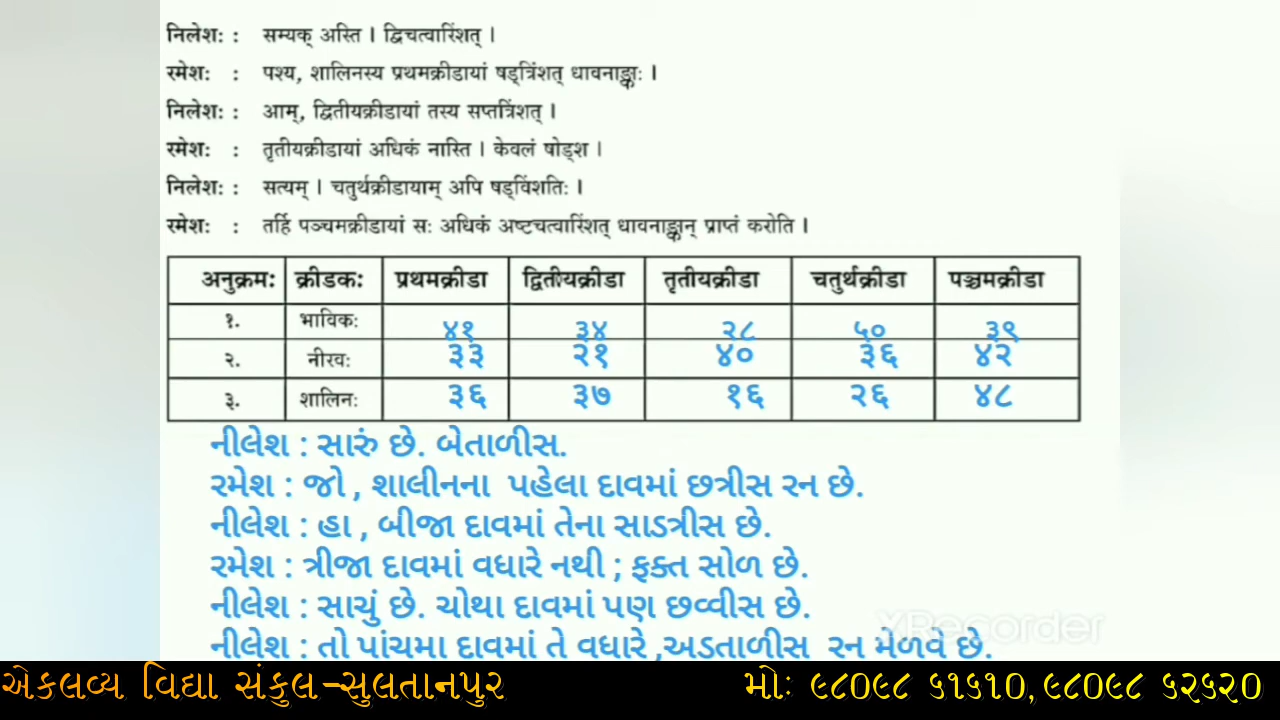 निलेशः : सम्यक् अस्ति । द्विचत्वारिंशत् ।
रमेशः : पश्य, शालिनस्य प्रथमक्रीडायां षड्त्रिंशत् धावनाङ्काः ।
निलेशः : आम्, द्वितीयक्रीडायां तस्य सप्तत्रिंशत् ।
रमेशः : तृतीयक्रीडायां अधिकं नास्ति । केवलं षोड्श ।
निलेशः : सत्यम् । चतुर्थक्रीडायाम् अपि षड्विंशतिः ।
रमेशः : तर्हि पञ्चमक्रीडायां सः अधिकं अष्टचत्वारिंशत् धावनाङ्कान् प्राप्तं करोति ।
अनुक्रमः क्रीडकः प्रथमक्रीडा द्वितीयक्रीडा तृतीयक्रीडा चतुर्थक्रीडा पञ्चमक्रीडा
१. भाविकः ४१ ३४ २८ ५० ३९
२. नीरवः ३३ २१ ४० ३६ ४२
३. शालिनः ३६ ३७ १६ २६ ४८
નીલેશ : સારું છે. બેતાળીસ.
રમેશ : જો , શાલીનના પહેલા દાવમાં છત્રીસ રન છે.
નીલેશ : હા , બીજા દાવમાં તેના સાડત્રીસ છે.
રમેશ : ત્રીજા દાવમાં વધારે નથી ; ફક્ત સોળ છે.
નીલેશ : સાચું છે. ચોથા દાવમાં પણ છવ્વીસ છે.
નીલેશ : તો પાંચમા દાવમાં તે વધારે ,અડતાળીસ રન મેળવે છે.
XRecorder
એકલવ્ય વિદ્યા સંકુલ-સુલતાનપુર મોઃ ૯૮0૯૮ ૬૧૬૧0,૯૮0૯૮ ૬૨૬૨0